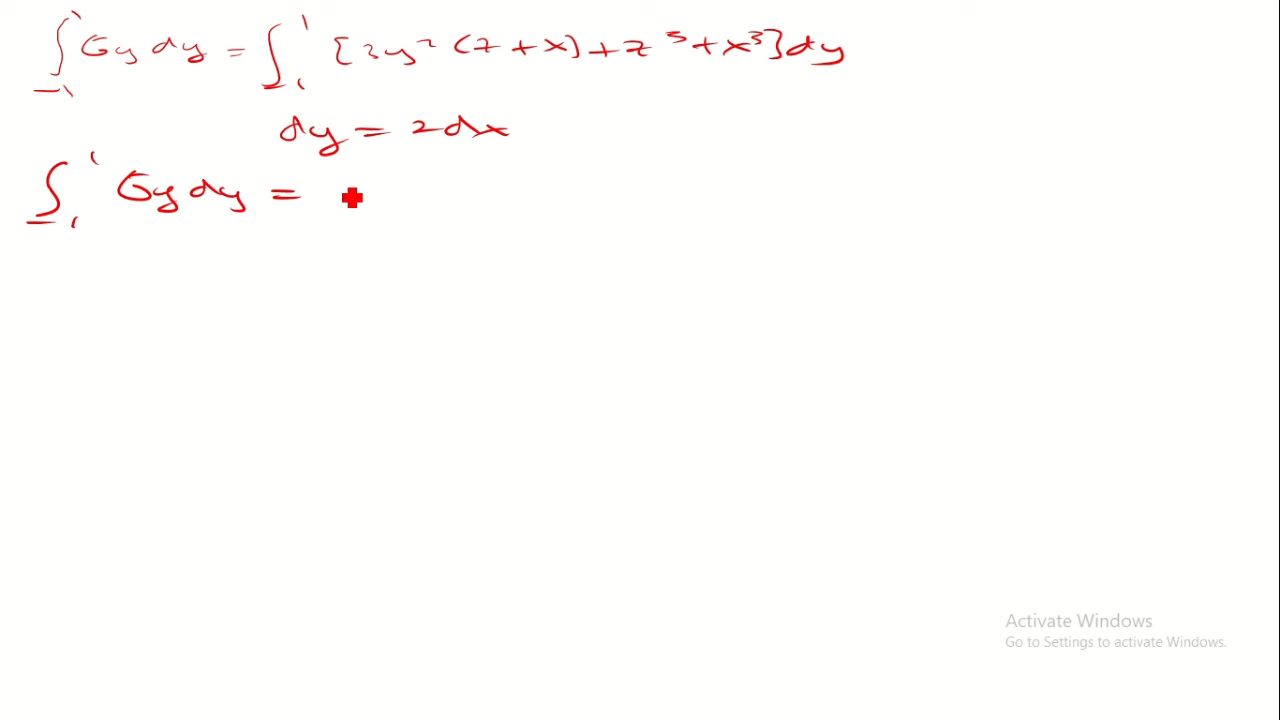 ∫₋₁¹ Gy dy = ∫₋₁¹ [3y² (z + x) + z³ + x³] dy
dy = 2dx
∫₋₁¹ Gy dy =
Activate Windows
Go to Settings to activate Windows.